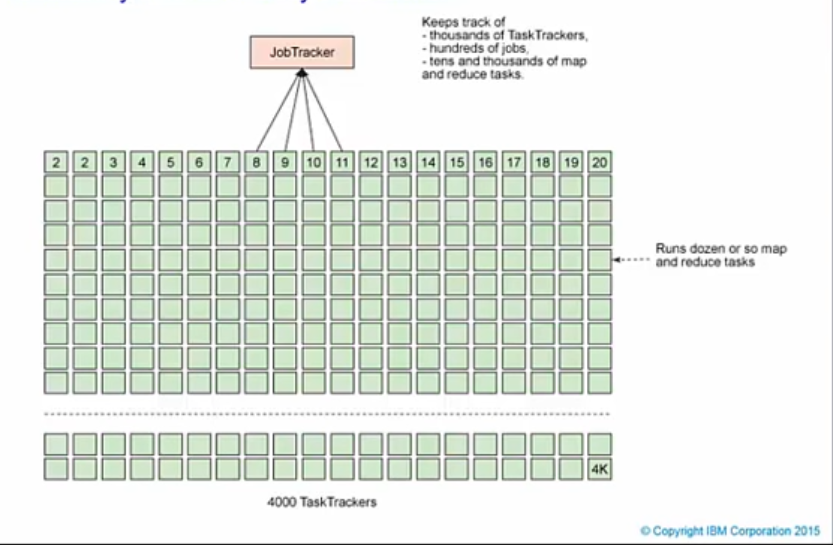 Keeps track of
- thousands of TaskTrackers,
- hundreds of jobs,
- tens and thousands of map
and reduce tasks.
JobTracker
2 2 3 4 5 6 7 8 9 10 11 12 13 14 15 16 17 18 19 20
Runs dozen or so map
and reduce tasks
4K
4000 TaskTrackers
© Copyright IBM Corporation 2015